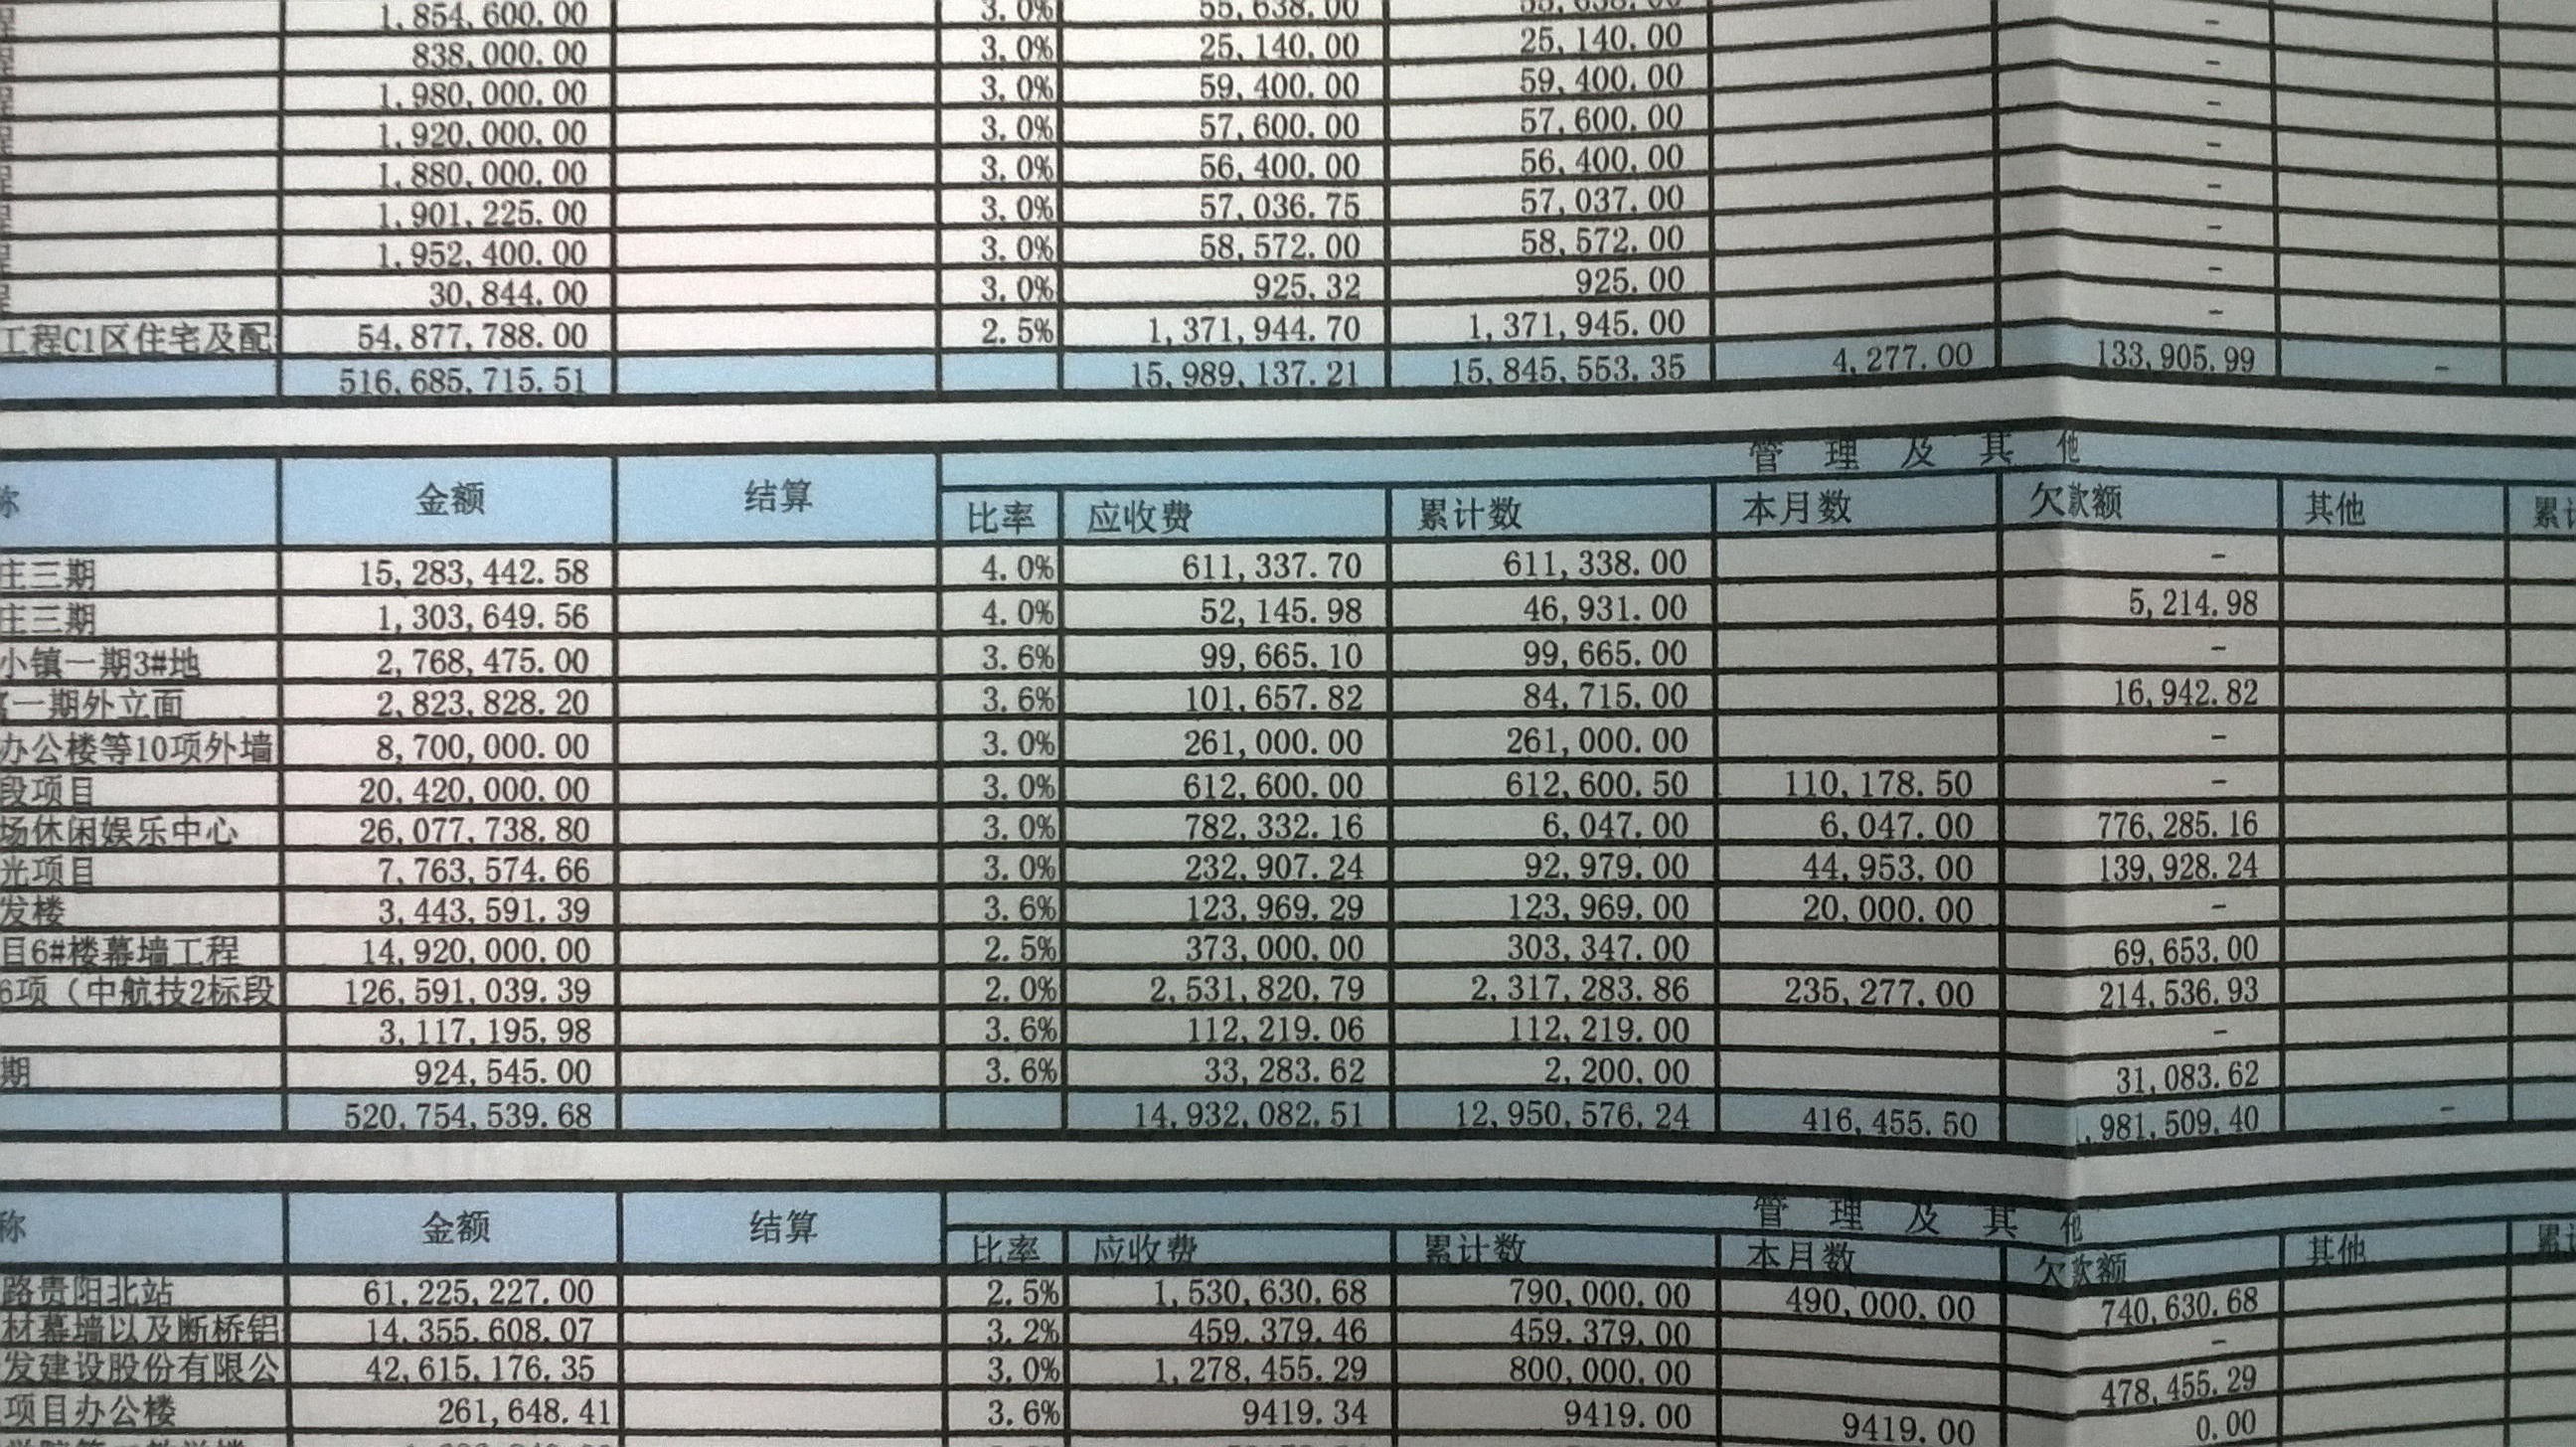 1,854,600.00 3.0% 55,638.00 55,638.00 -
838,000.00 3.0% 25,140.00 25,140.00 -
1,980,000.00 3.0% 59,400.00 59,400.00 -
1,920,000.00 3.0% 57,600.00 57,600.00 -
1,880,000.00 3.0% 56,400.00 56,400.00 -
1,901,225.00 3.0% 57,036.75 57,037.00 -
1,952,400.00 3.0% 58,572.00 58,572.00 -
30,844.00 3.0% 925.32 925.00 -
工程C1区住宅及配 54,877,788.00 2.5% 1,371,944.70 1,371,945.00 -
516,685,715.51 15,989,137.21 15,845,553.35 4,277.00 133,905.99 -
管理及其他
称 金额 结算 比率 应收费 累计数 本月数 欠款额 其他 累计
庄三期 15,283,442.58 4.0% 611,337.70 611,338.00 -
庄三期 1,303,649.56 4.0% 52,145.98 46,931.00 5,214.98
小镇一期3#地 2,768,475.00 3.6% 99,665.10 99,665.00 -
一期外立面 2,823,828.20 3.6% 101,657.82 84,715.00 16,942.82
办公楼等10项外墙 8,700,000.00 3.0% 261,000.00 261,000.00 -
段项目 20,420,000.00 3.0% 612,600.00 612,600.50 110,178.50 -
场休闲娱乐中心 26,077,738.80 3.0% 782,332.16 6,047.00 6,047.00 776,285.16
光项目 7,763,574.66 3.0% 232,907.24 92,979.00 44,953.00 139,928.24
发楼 3,443,591.39 3.6% 123,969.29 123,969.00 20,000.00 -
目6#楼幕墙工程 14,920,000.00 2.5% 373,000.00 303,347.00 69,653.00
6项（中航技2标段 126,591,039.39 2.0% 2,531,820.79 2,317,283.86 235,277.00 214,536.93
3,117,195.98 3.6% 112,219.06 112,219.00 -
期 924,545.00 3.6% 33,283.62 2,200.00 31,083.62
520,754,539.68 14,932,082.51 12,950,576.24 416,455.50 ,981,509.40 -
管理及其他
称 金额 结算 比率 应收费 累计数 本月数 欠款额 其他 累计
路贵阳北站 61,225,227.00 2.5% 1,530,630.68 790,000.00 490,000.00 740,630.68
材幕墙以及断桥铝 14,355,608.07 3.2% 459,379.46 459,379.00 -
发建设股份有限公 42,615,176.35 3.0% 1,278,455.29 800,000.00 478,455.29
项目办公楼 261,648.41 3.6% 9419.34 9419.00 9419.00 0.00